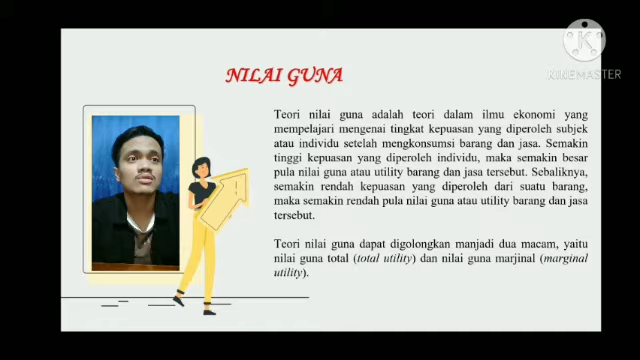 KINEMASTER
NILAI GUNA
Teori nilai guna adalah teori dalam ilmu ekonomi yang
mempelajari mengenai tingkat kepuasan yang diperoleh subjek
atau individu setelah mengkonsumsi barang dan jasa. Semakin
tinggi kepuasan yang diperoleh individu, maka semakin besar
pula nilai guna atau utility barang dan jasa tersebut. Sebaliknya,
semakin rendah kepuasan yang diperoleh dari suatu barang,
maka semakin rendah pula nilai guna atau utility barang dan jasa
tersebut.
Teori nilai guna dapat digolongkan manjadi dua macam, yaitu
nilai guna total (total utility) dan nilai guna marjinal (marginal
utility).